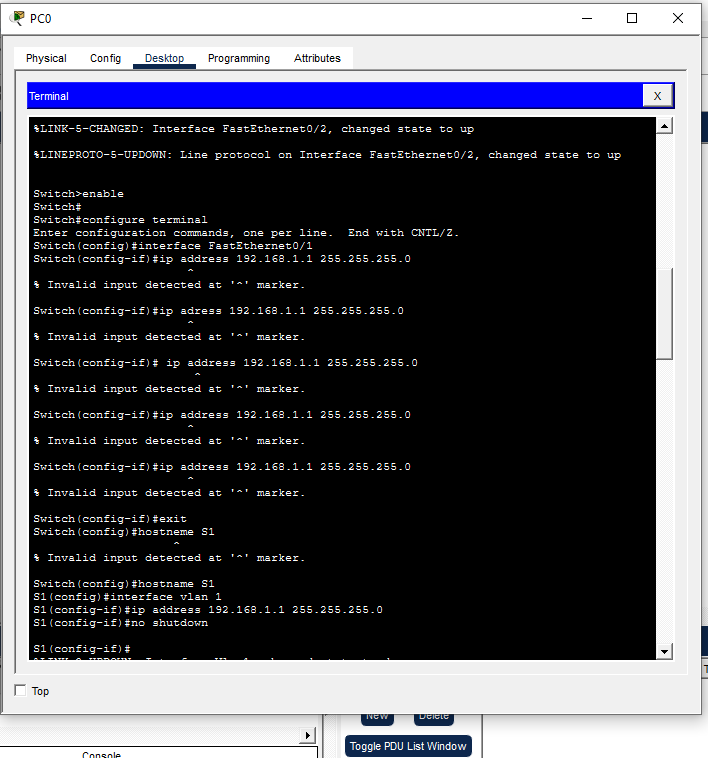 PC0
Physical Config Desktop Programming Attributes
Terminal
X
%LINK-5-CHANGED: Interface FastEthernet0/2, changed state to up
%LINEPROTO-5-UPDOWN: Line protocol on Interface FastEthernet0/2, changed state to up
Switch>enable
Switch#
Switch#configure terminal
Enter configuration commands, one per line.  End with CNTL/Z.
Switch(config)#interface FastEthernet0/1
Switch(config-if)#ip address 192.168.1.1 255.255.255.0
^
% Invalid input detected at '^' marker.
Switch(config-if)#ip adress 192.168.1.1 255.255.255.0
^
% Invalid input detected at '^' marker.
Switch(config-if)# ip address 192.168.1.1 255.255.255.0
^
% Invalid input detected at '^' marker.
Switch(config-if)#ip address 192.168.1.1 255.255.255.0
^
% Invalid input detected at '^' marker.
Switch(config-if)#ip address 192.168.1.1 255.255.255.0
^
% Invalid input detected at '^' marker.
Switch(config-if)#exit
Switch(config)#hostneme S1
^
% Invalid input detected at '^' marker.
Switch(config)#hostname S1
S1(config)#interface vlan 1
S1(config-if)#ip address 192.168.1.1 255.255.255.0
S1(config-if)#no shutdown
S1(config-if)#
Top
New Delete
Toggle PDU List Window
Console